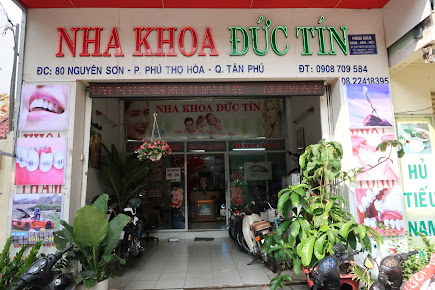 NHA KHOA ĐỨC TÍN
ĐC: 80 NGUYÊN SƠN - P. PHÚ THỌ HÒA - Q. TÂN PHÚ
ĐT: 0908 709 584
08.22418395
NHA KHOA ĐỨC TÍN
HỦ
TIẾU
NAM